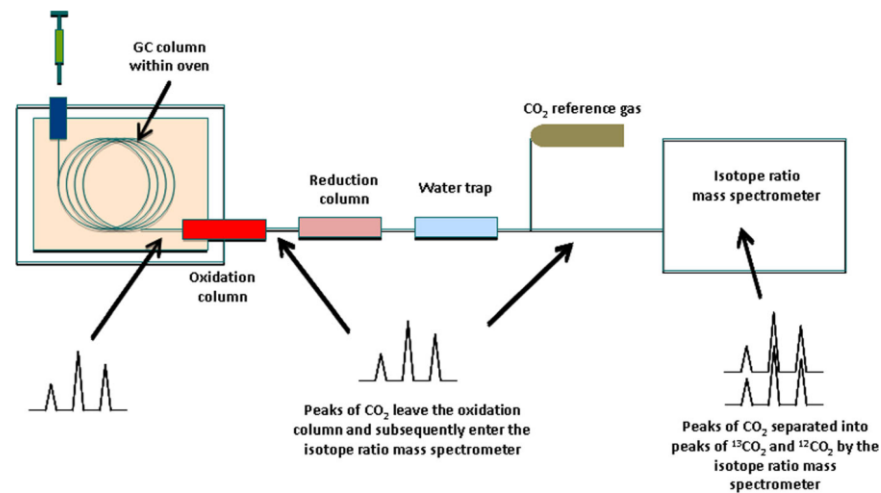 GC column
within oven
CO₂ reference gas
Isotope ratio
mass spectrometer
Reduction
column
Water trap
Oxidation
column
Peaks of CO₂ leave the oxidation
column and subsequently enter the
isotope ratio mass spectrometer
Peaks of CO₂ separated into
peaks of ¹³CO₂ and ¹²CO₂ by the
isotope ratio mass
spectrometer